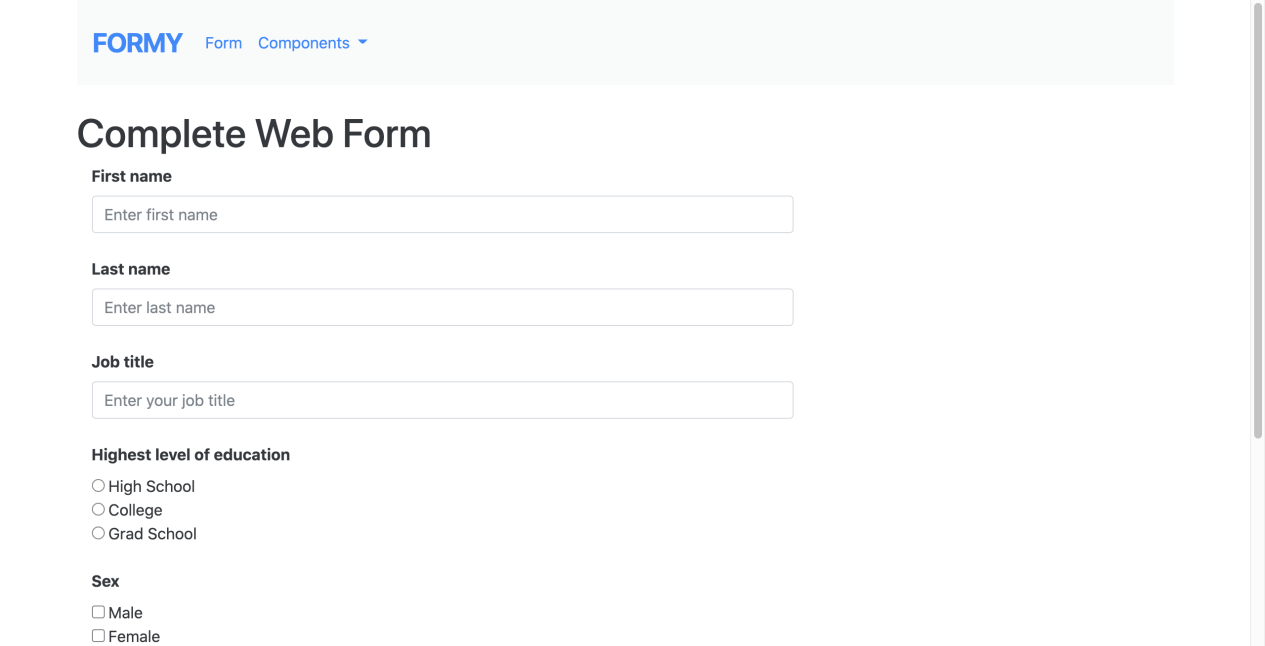 FORMY Form Components
Complete Web Form
First name
Enter first name
Last name
Enter last name
Job title
Enter your job title
Highest level of education
High School
College
Grad School
Sex
Male
Female